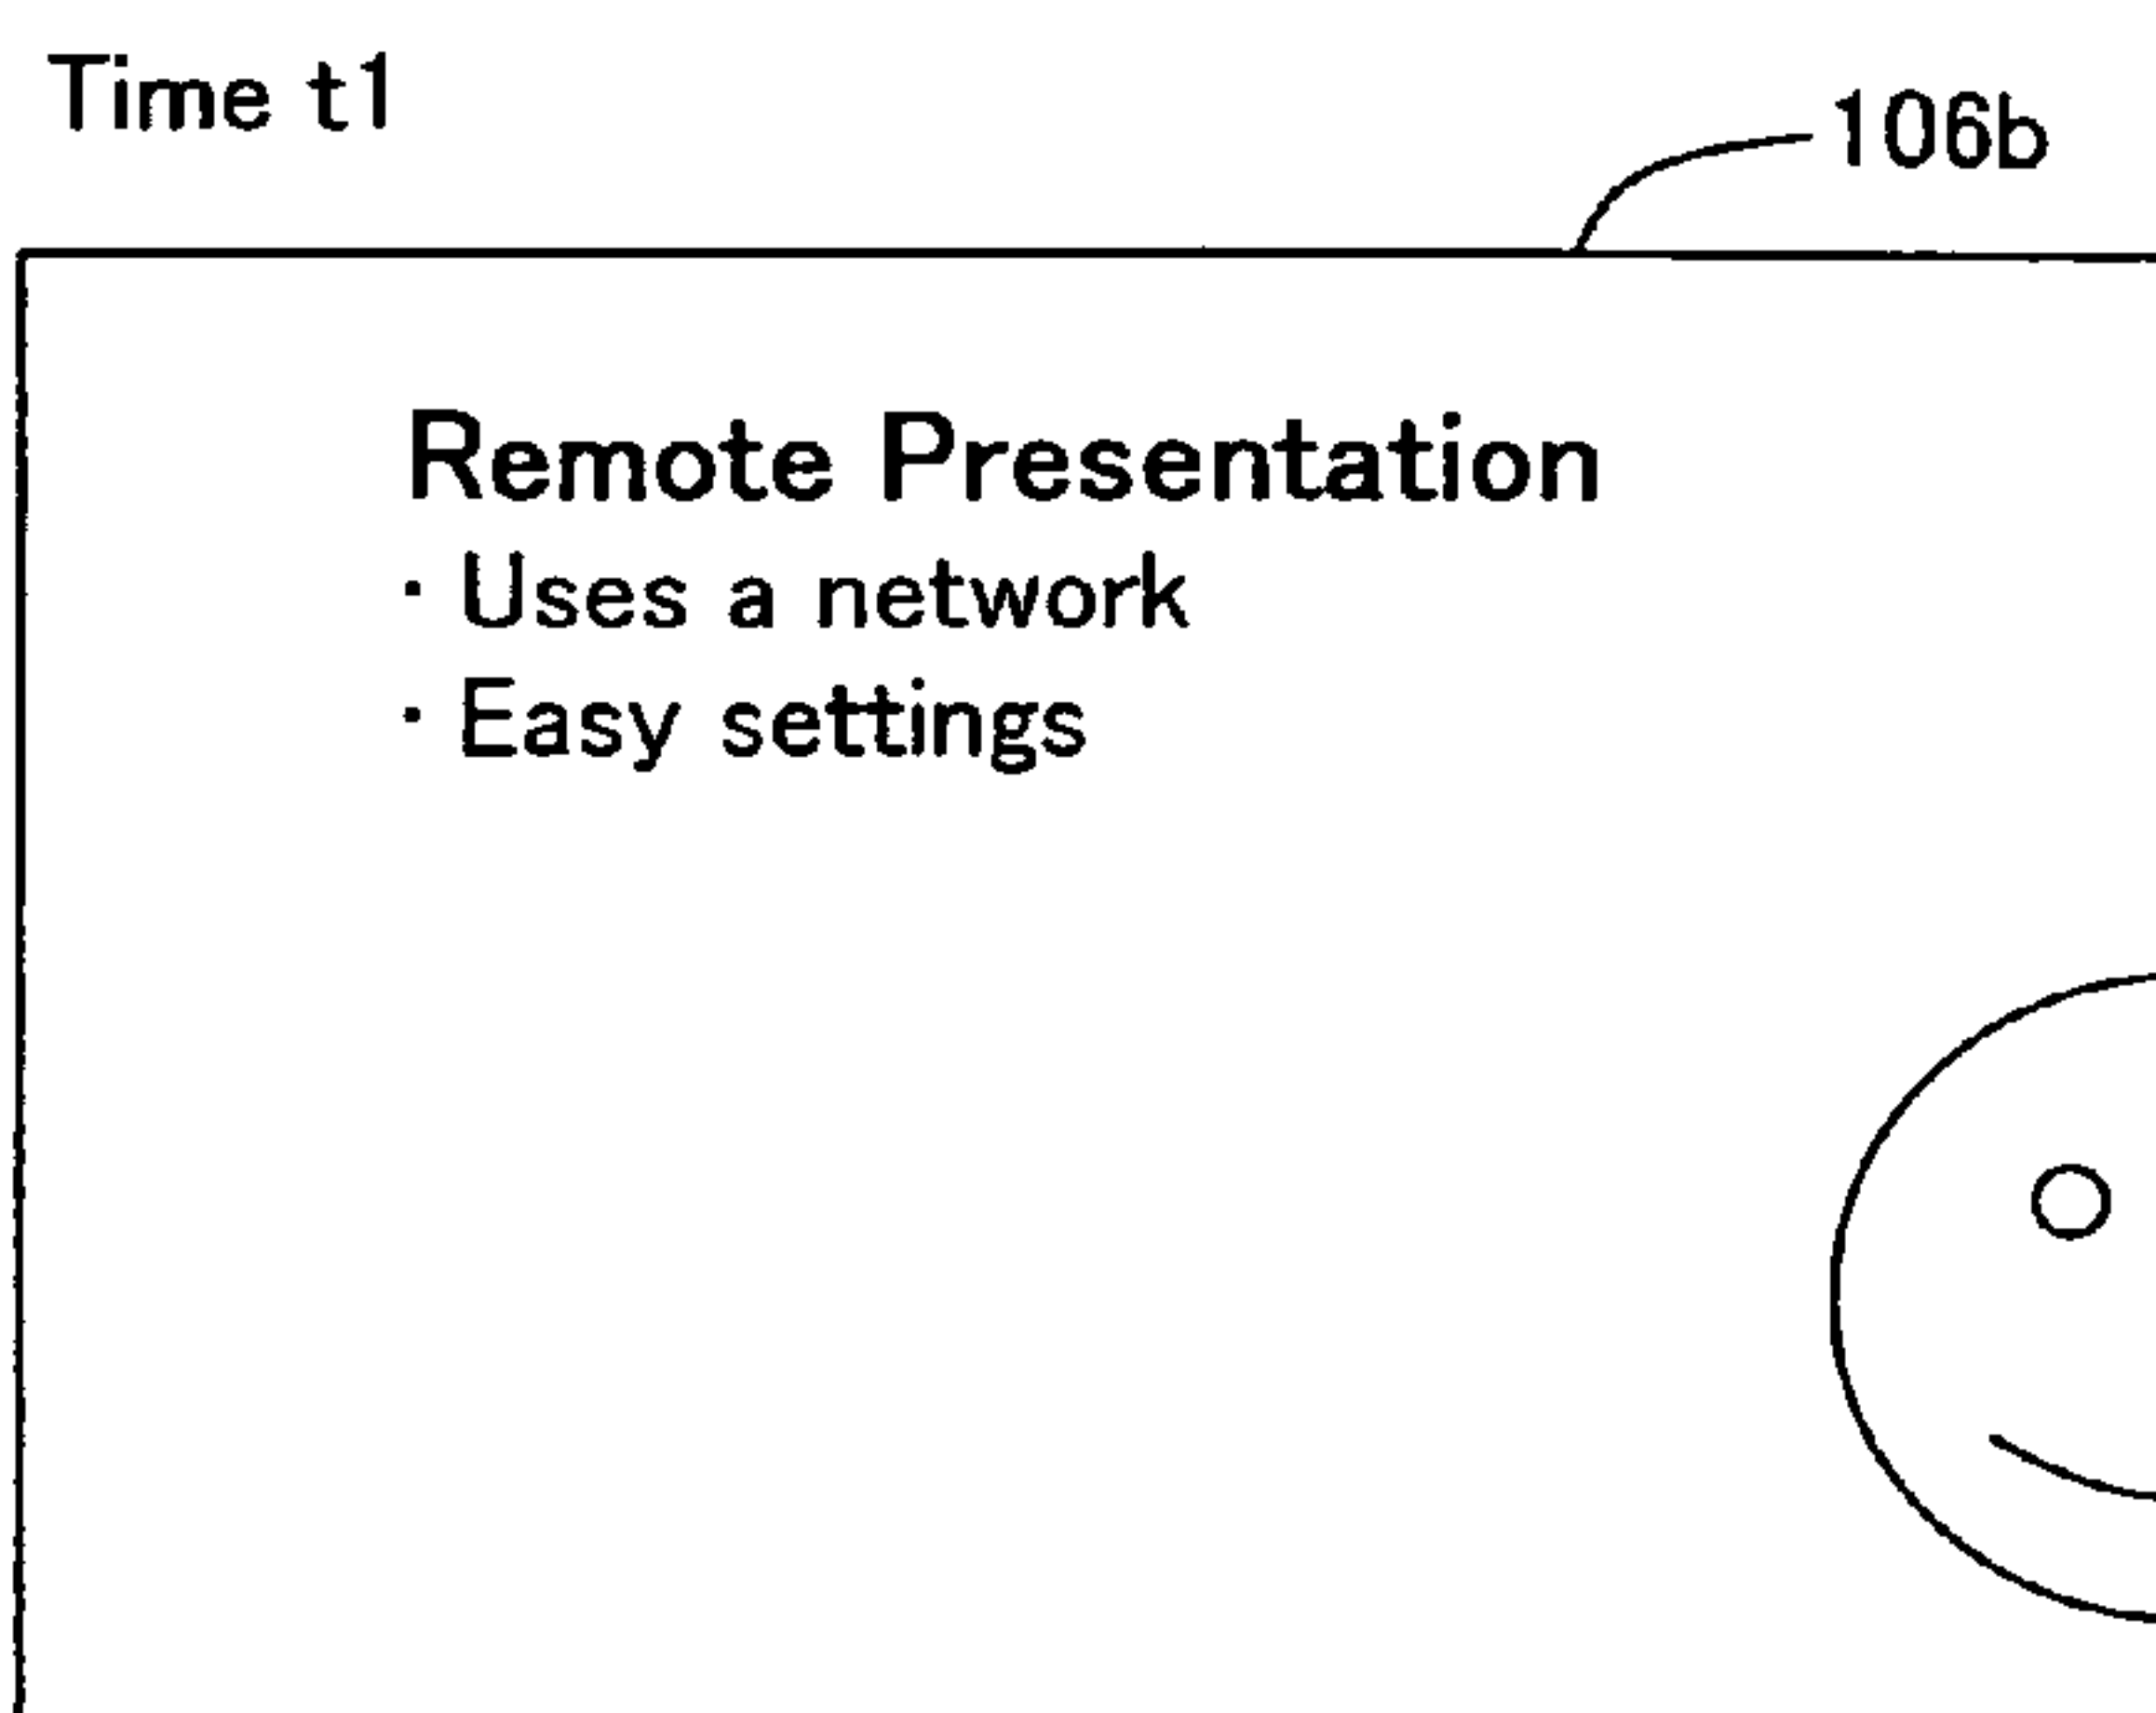 Time t1
106b
Remote Presentation
· Uses a network
· Easy settings